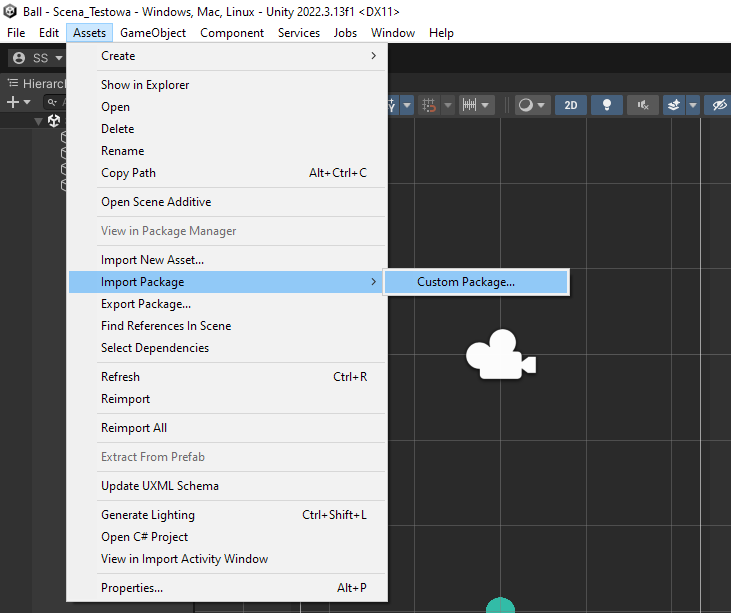 Ball - Scena_Testowa - Windows, Mac, Linux - Unity 2022.3.13f1 <DX11>
File Edit Assets GameObject Component Services Jobs Window Help
SS
Create
Hierarc
Show in Explorer
Open
2D
Delete
Rename
Copy Path Alt+Ctrl+C
Open Scene Additive
View in Package Manager
Import New Asset...
Import Package
Custom Package...
Export Package...
Find References In Scene
Select Dependencies
Refresh Ctrl+R
Reimport
Reimport All
Extract From Prefab
Update UXML Schema
Generate Lighting Ctrl+Shift+L
Open C# Project
View in Import Activity Window
Properties... Alt+P